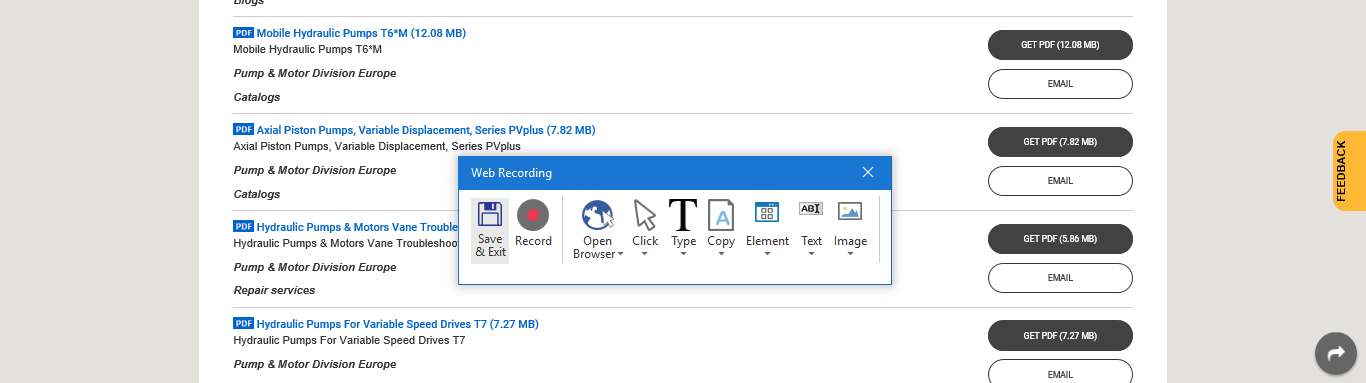 Blogs
PDF Mobile Hydraulic Pumps T6*M (12.08 MB)
Mobile Hydraulic Pumps T6*M
Pump & Motor Division Europe
Catalogs
GET PDF (12.08 MB)
EMAIL
PDF Axial Piston Pumps, Variable Displacement, Series PVplus (7.82 MB)
Axial Piston Pumps, Variable Displacement, Series PVplus
Pump & Motor Division Europe
Catalogs
GET PDF (7.82 MB)
EMAIL
PDF Hydraulic Pumps & Motors Vane Trouble
Hydraulic Pumps & Motors Vane Troubleshoo
Pump & Motor Division Europe
Repair services
GET PDF (5.86 MB)
EMAIL
Web Recording
Save & Exit
Record
Open Browser
Click
Type
Copy
Element
Text
Image
T
A
AB
PDF Hydraulic Pumps For Variable Speed Drives T7 (7.27 MB)
Hydraulic Pumps For Variable Speed Drives T7
Pump & Motor Division Europe
GET PDF (7.27 MB)
EMAIL
FEEDBACK